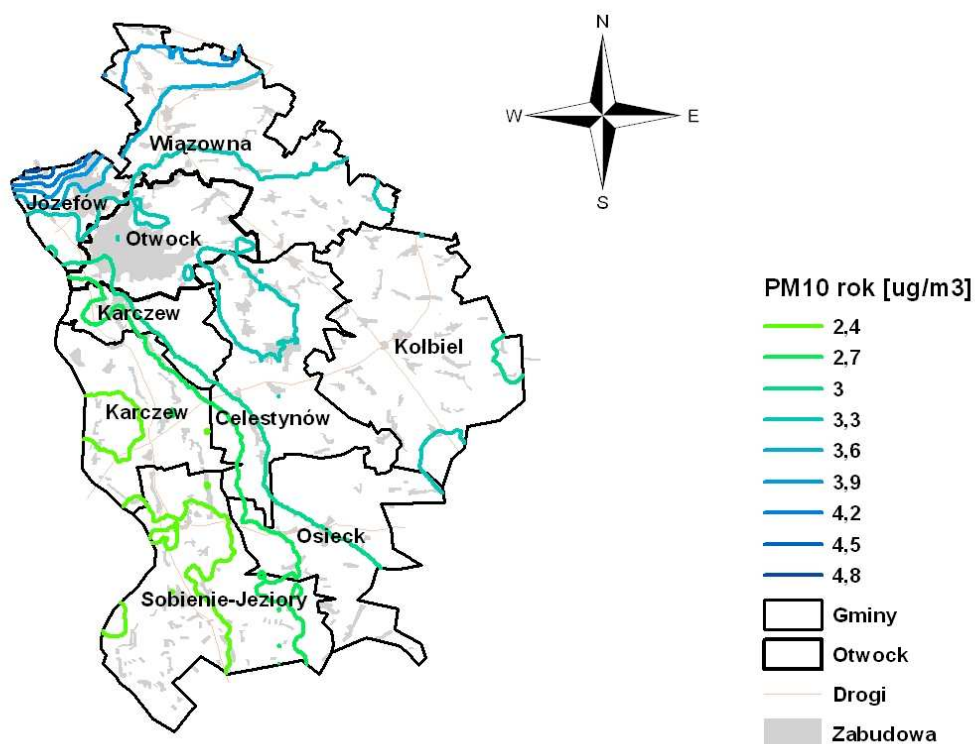 N
W
E
S
Wiązowna
Józefów
Otwock
Karczew
Kołbiel
Karczew
Celestynów
Osieck
Sobienie-Jeziory
PM10 rok [ug/m3]
2,4
2,7
3
3,3
3,6
3,9
4,2
4,5
4,8
Gminy
Otwock
Drogi
Zabudowa